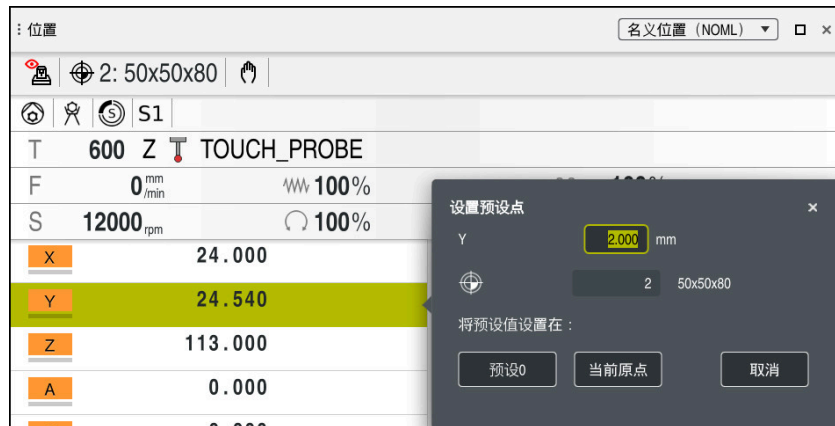 位置
名义位置（NOML）
2: 50x50x80
S1
T 600 Z TOUCH_PROBE
F 0 mm/min 100%
S 12000 rpm 100%
X 24.000
Y 24.540
Z 113.000
A 0.000
设置预设点
Y 2.000 mm
2 50x50x80
将预设值设置在：
预设0 当前原点 取消